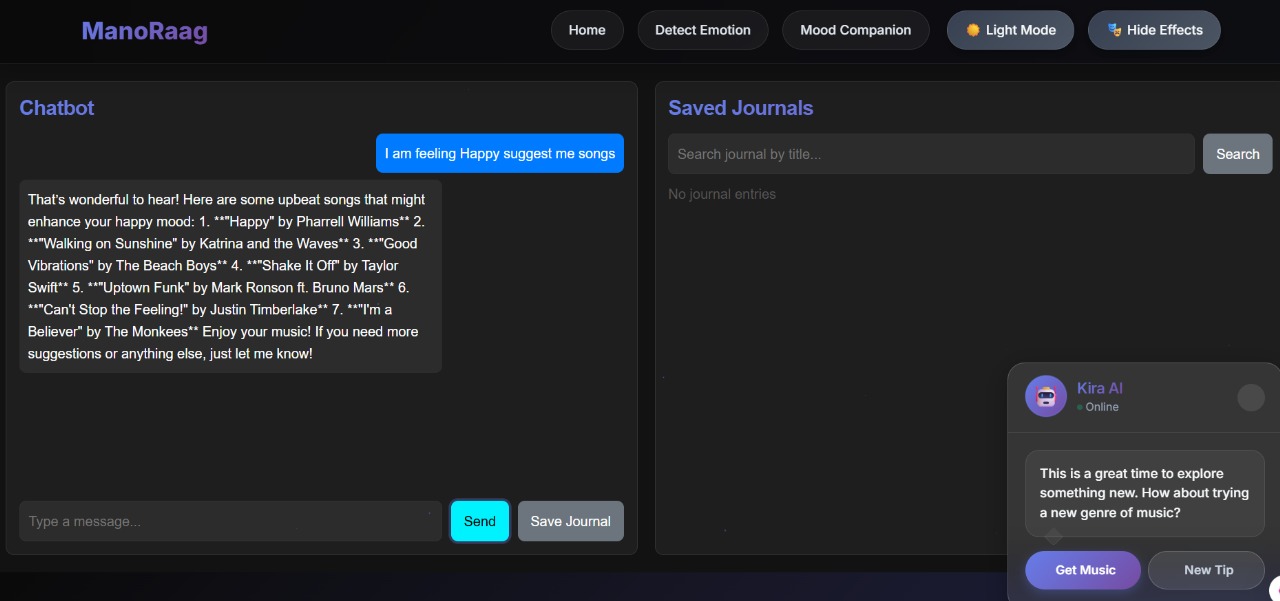 ManoRaag
Home
Detect Emotion
Mood Companion
Light Mode
Hide Effects
Chatbot
I am feeling Happy suggest me songs
That's wonderful to hear! Here are some upbeat songs that might
enhance your happy mood: 1. **"Happy" by Pharrell Williams** 2.
**"Walking on Sunshine" by Katrina and the Waves** 3. **"Good
Vibrations" by The Beach Boys** 4. **"Shake It Off" by Taylor
Swift** 5. **"Uptown Funk" by Mark Ronson ft. Bruno Mars** 6.
**"Can't Stop the Feeling!" by Justin Timberlake** 7. **"I'm a
Believer" by The Monkees** Enjoy your music! If you need more
suggestions or anything else, just let me know!
Type a message...
Send
Save Journal
Saved Journals
Search journal by title...
Search
No journal entries
Kira AI
Online
This is a great time to explore
something new. How about trying
a new genre of music?
Get Music
New Tip